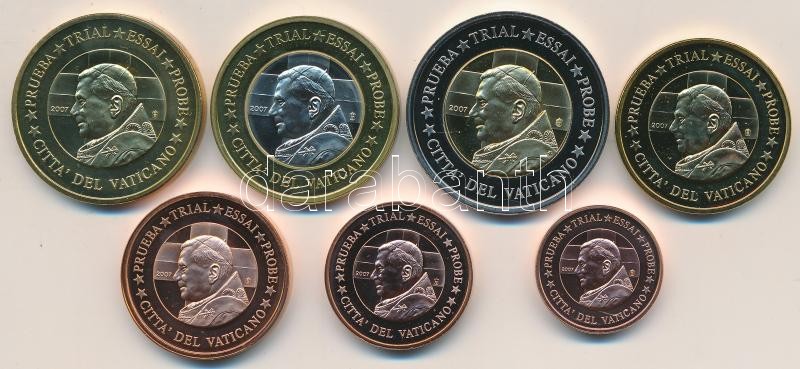 ★ PRUEBA ★ TRIAL ★ ESSAI ★ PROBE ★
2007
CITTA' DEL VATICANO
★ PRUEBA ★ TRIAL ★ ESSAI ★ PROBE ★
2007
CITTA' DEL VATICANO
★ PRUEBA ★ TRIAL ★ ESSAI ★ PROBE ★
2007
CITTA' DEL VATICANO
★ PRUEBA ★ TRIAL ★ ESSAI ★ PROBE ★
2007
CITTA' DEL VATICANO
darabanth
★ PRUEBA ★ TRIAL ★ ESSAI ★ PROBE ★
2007
CITTA' DEL VATICANO
★ PRUEBA ★ TRIAL ★ ESSAI ★ PROBE ★
2007
CITTA' DEL VATICANO
★ PRUEBA ★ TRIAL ★ ESSAI ★ PROBE ★
2007
CITTA' DEL VATICANO